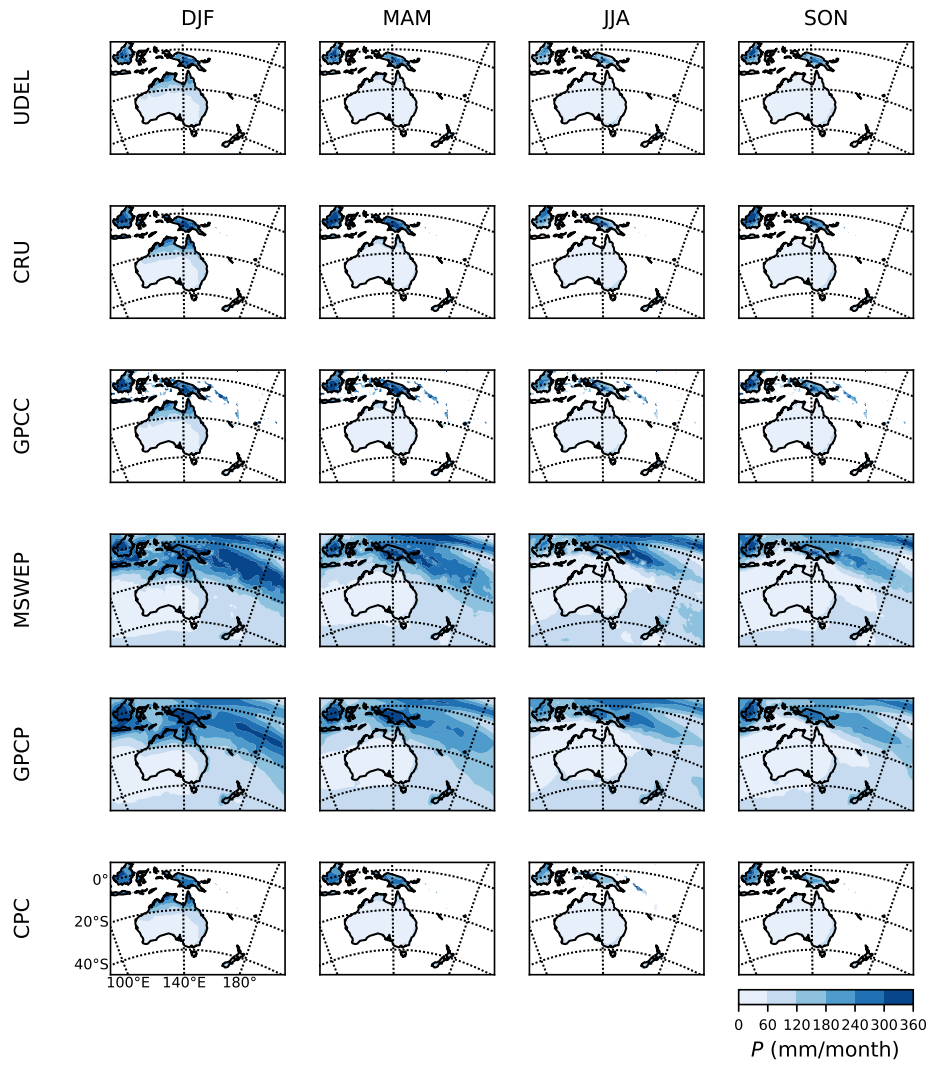 DJF MAM JJA SON
UDEL
CRU
GPCC
MSWEP
GPCP
CPC
0°
20°S
40°S
100°E 140°E 180°
0 60 120 180 240 300 360
P (mm/month)